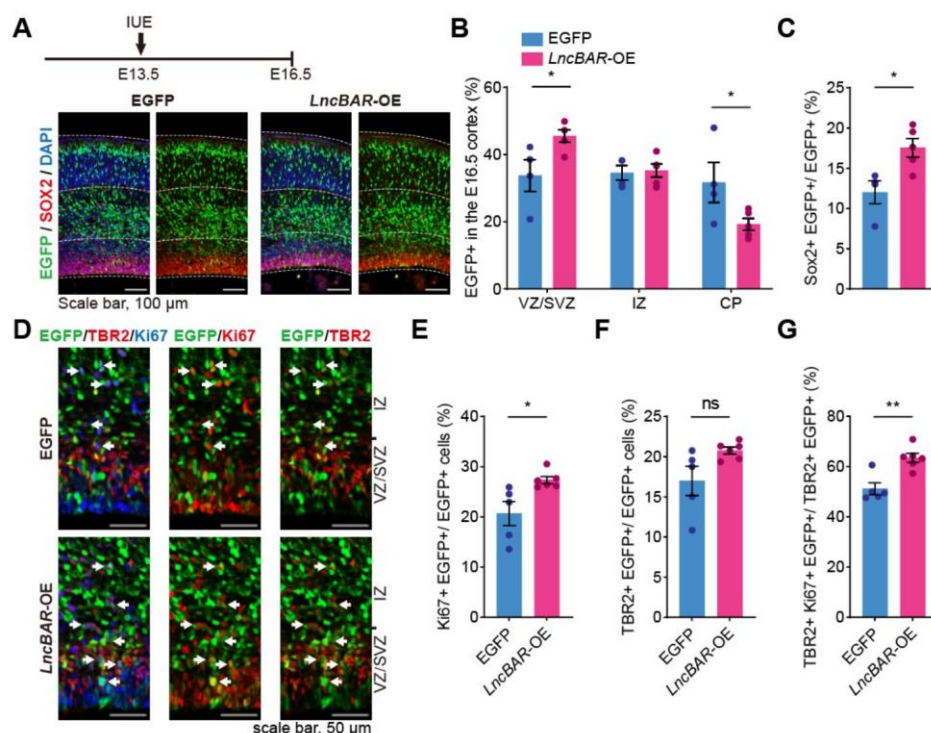 A
IUE
E13.5
E16.5
EGFP
LncBAR-OE
EGFP / SOX2 / DAPI
Scale bar, 100 μm
B
EGFP
LncBAR-OE
EGFP+ in the E16.5 cortex (%)
80
60
40
20
0
*
*
VZ/SVZ
IZ
CP
C
Sox2+ EGFP+/ EGFP+ (%)
25
20
15
10
5
0
*
D
EGFP/TBR2/Ki67
EGFP/Ki67
EGFP/TBR2
EGFP
IZ
VZ/SVZ
LncBAR-OE
IZ
VZ/SVZ
scale bar, 50 μm
E
Ki67+ EGFP+/ EGFP+ cells (%)
40
30
20
10
0
*
EGFP
LncBAR-OE
F
TBR2+ EGFP+/ EGFP+ cells (%)
25
20
15
10
5
0
ns
EGFP
LncBAR-OE
G
TBR2+ Ki67+ EGFP+/ TBR2+ EGFP+ (%)
80
60
40
20
0
**
EGFP
LncBAR-OE